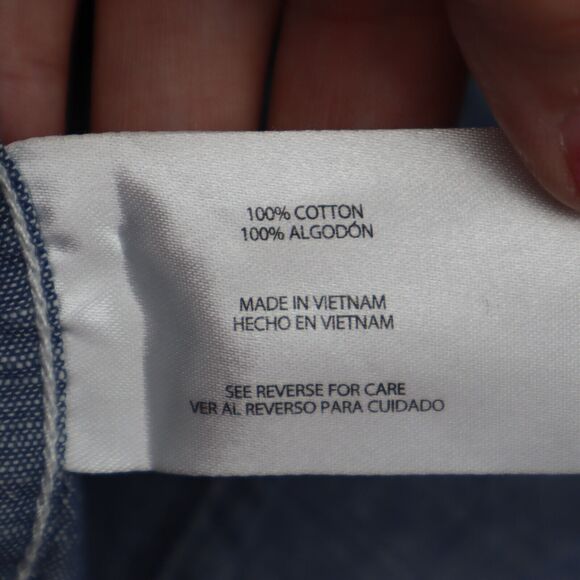 100% COTTON
100% ALGODÓN
MADE IN VIETNAM
HECHO EN VIETNAM
SEE REVERSE FOR CARE
VER AL REVERSO PARA CUIDADO